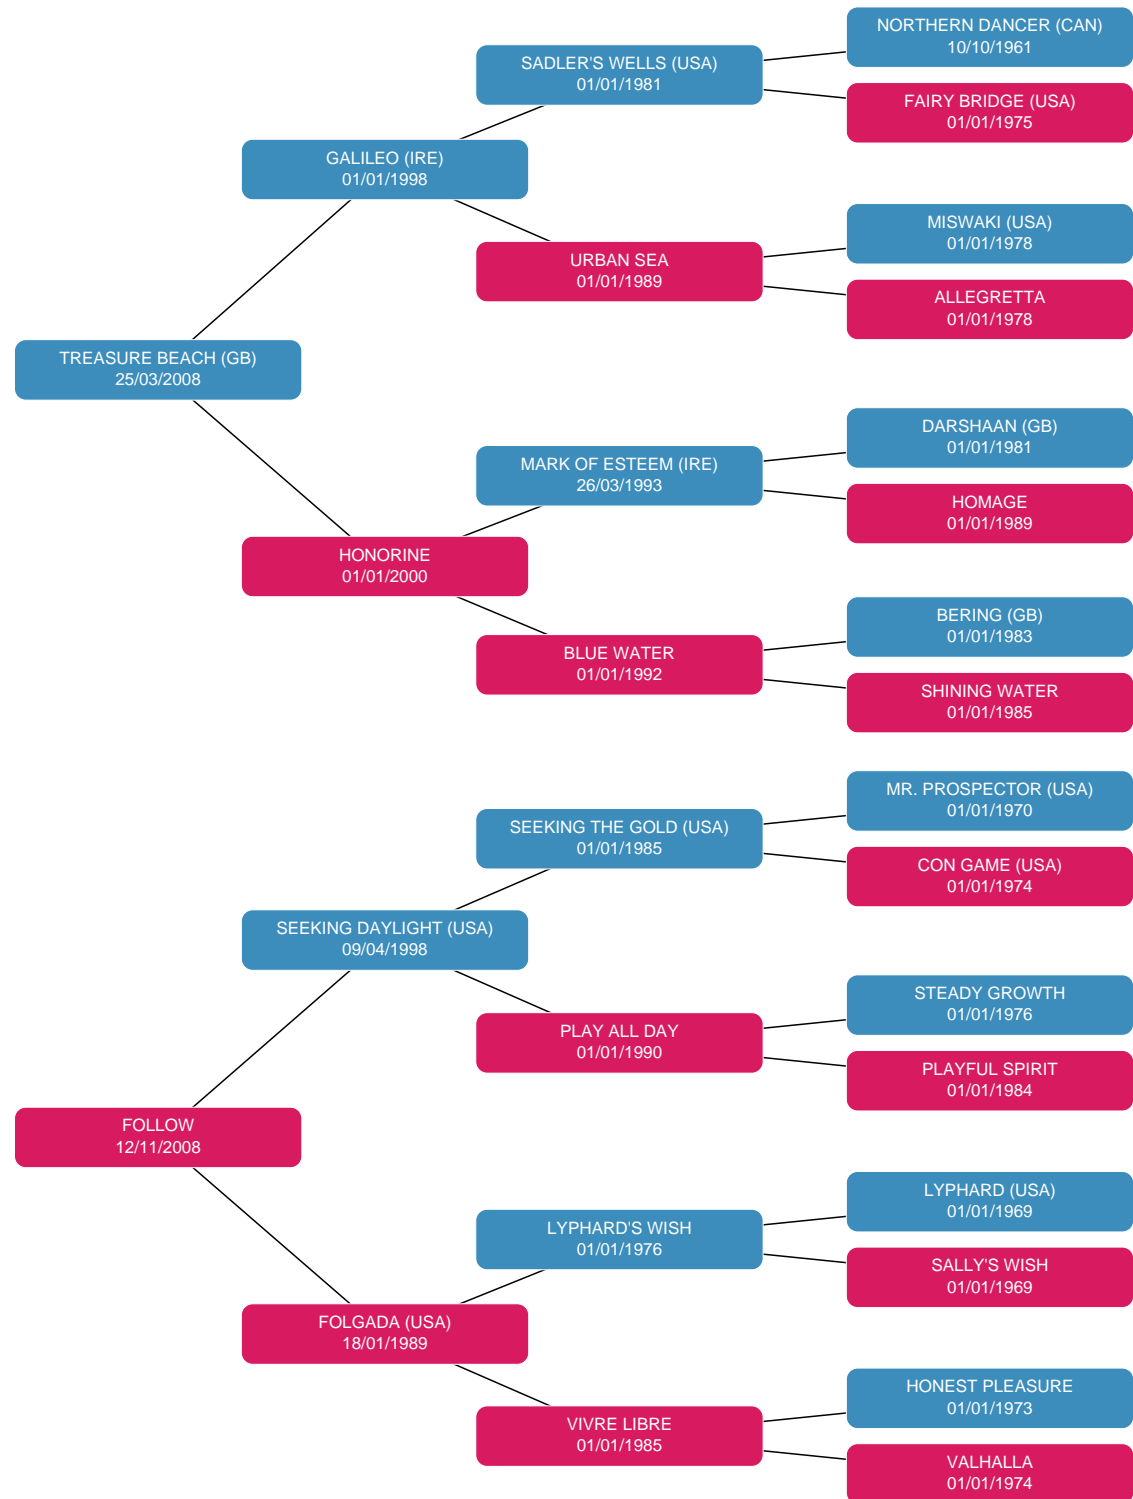 NORTHERN DANCER (CAN)
10/10/1961
SADLER'S WELLS (USA)
01/01/1981
FAIRY BRIDGE (USA)
01/01/1975
GALILEO (IRE)
01/01/1998
MISWAKI (USA)
01/01/1978
URBAN SEA
01/01/1989
ALLEGRETTA
01/01/1978
TREASURE BEACH (GB)
25/03/2008
DARSHAAN (GB)
01/01/1981
MARK OF ESTEEM (IRE)
26/03/1993
HOMAGE
01/01/1989
HONORINE
01/01/2000
BERING (GB)
01/01/1983
BLUE WATER
01/01/1992
SHINING WATER
01/01/1985
MR. PROSPECTOR (USA)
01/01/1970
SEEKING THE GOLD (USA)
01/01/1985
CON GAME (USA)
01/01/1974
SEEKING DAYLIGHT (USA)
09/04/1998
STEADY GROWTH
01/01/1976
PLAY ALL DAY
01/01/1990
PLAYFUL SPIRIT
01/01/1984
FOLLOW
12/11/2008
LYPHARD (USA)
01/01/1969
LYPHARD'S WISH
01/01/1976
SALLY'S WISH
01/01/1969
FOLGADA (USA)
18/01/1989
HONEST PLEASURE
01/01/1973
VIVRE LIBRE
01/01/1985
VALHALLA
01/01/1974